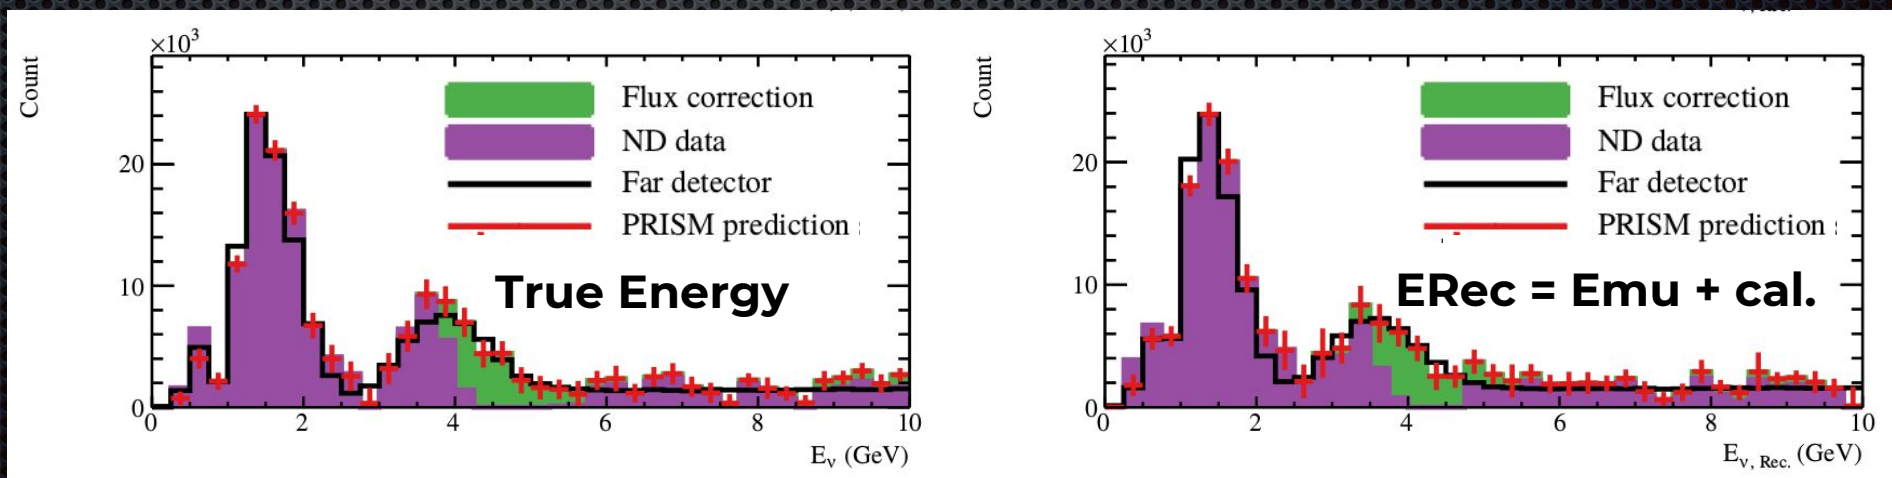 ×10³
Count
Flux correction
ND data
Far detector
PRISM prediction
True Energy
20
10
0
0 2 4 6 8 10
Eν (GeV)
×10³
Count
Flux correction
ND data
Far detector
PRISM prediction
ERec = Emu + cal.
20
10
0
0 2 4 6 8 10
Eν, Rec. (GeV)